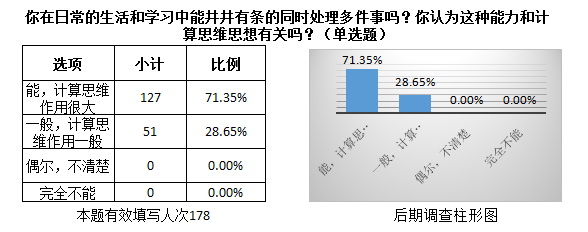 你在日常的生活和学习中能井井有条的同时处理多件事吗？你认为这种能力和计
算思维思想有关吗？（单选题）
选项 小计 比例
能，计算思维
作用很大 127 71.35%
一般，计算思
维作用一般 51 28.65%
偶尔，不清楚 0 0.00%
完全不能 0 0.00%
本题有效填写人次178
71.35%
28.65%
0.00% 0.00%
能，计算思…
一般，计算…
偶尔，不清楚
完全不能
后期调查柱形图